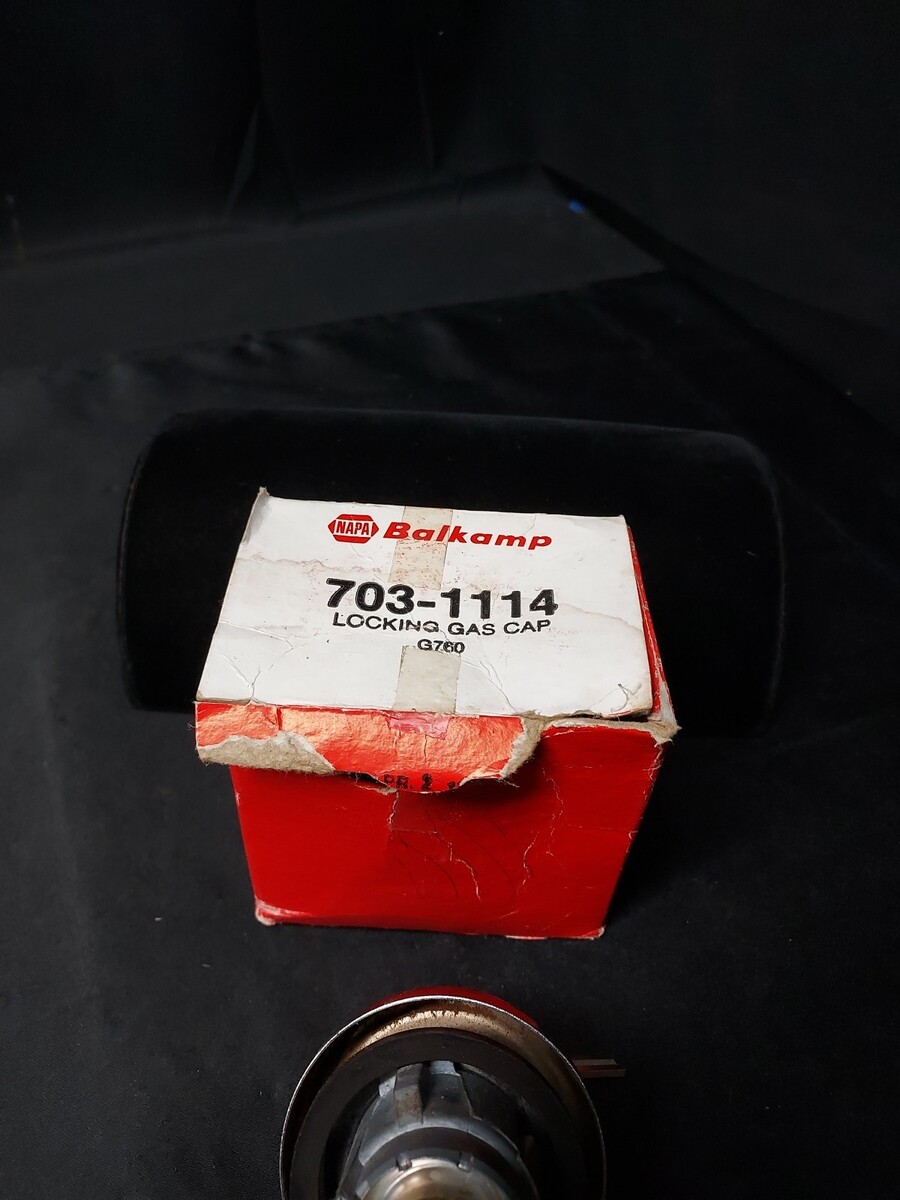 NAPA Balkamp
703-1114
LOCKING GAS CAP
G760